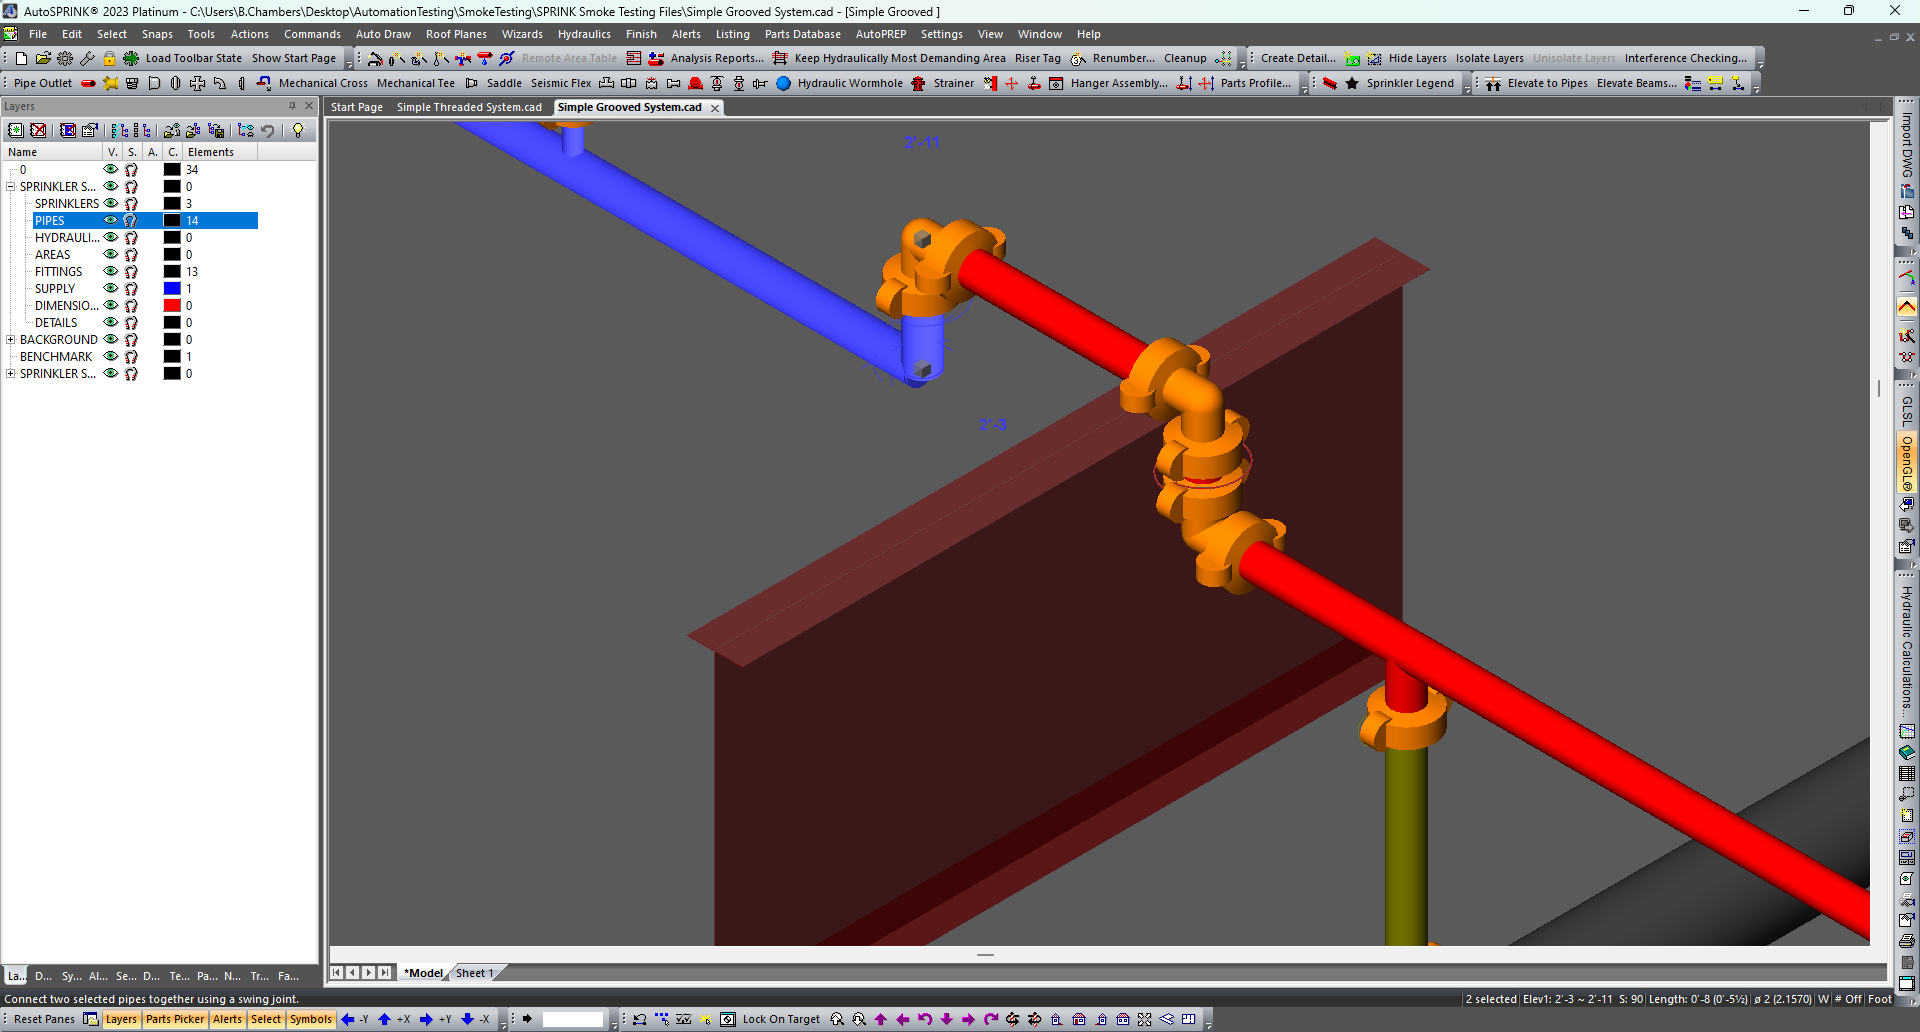 AutoSPRINK® 2023 Platinum - C:\Users\B.Chambers\Desktop\AutomationTesting\SmokeTesting\SPRINK Smoke Testing Files\Simple Grooved System.cad - [Simple Grooved ]
File Edit Select Snaps Tools Actions Commands Auto Draw Roof Planes Wizards Hydraulics Finish Alerts Listing Parts Database AutoPREP Settings View Window Help
Load Toolbar State Show Start Page Remote Area Table Analysis Reports... Keep Hydraulically Most Demanding Area Riser Tag Renumber... Cleanup Create Detail... Hide Layers Isolate Layers Unisolate Layers Interference Checking...
Pipe Outlet Mechanical Cross Mechanical Tee Saddle Seismic Flex Hydraulic Wormhole Strainer Hanger Assembly... Parts Profile... Sprinkler Legend Elevate to Pipes Elevate Beams...
Layers
Start Page Simple Threaded System.cad Simple Grooved System.cad
Name V. S. A. C. Elements
0 34
SPRINKLER S... 0
SPRINKLERS 3
PIPES 14
HYDRAULI... 0
AREAS 0
FITTINGS 13
SUPPLY 1
DIMENSIO... 0
DETAILS 0
BACKGROUND 0
BENCHMARK 1
SPRINKLER S... 0
2'-11
2'-3
Import DWG
GLSL
OpenGL®
Hydraulic Calculations...
La... D... Sy... Al... Se... D... Te... Pa... N... Tr... Fa...
*Model Sheet 1
Connect two selected pipes together using a swing joint.
2 selected Elev1: 2'-3 ~ 2'-11 S: 90 Length: 0'-8 (0'-5½) ø 2 (2.1570) W # Off Foot
Reset Panes Layers Parts Picker Alerts Select Symbols -Y +X +Y -X Lock On Target